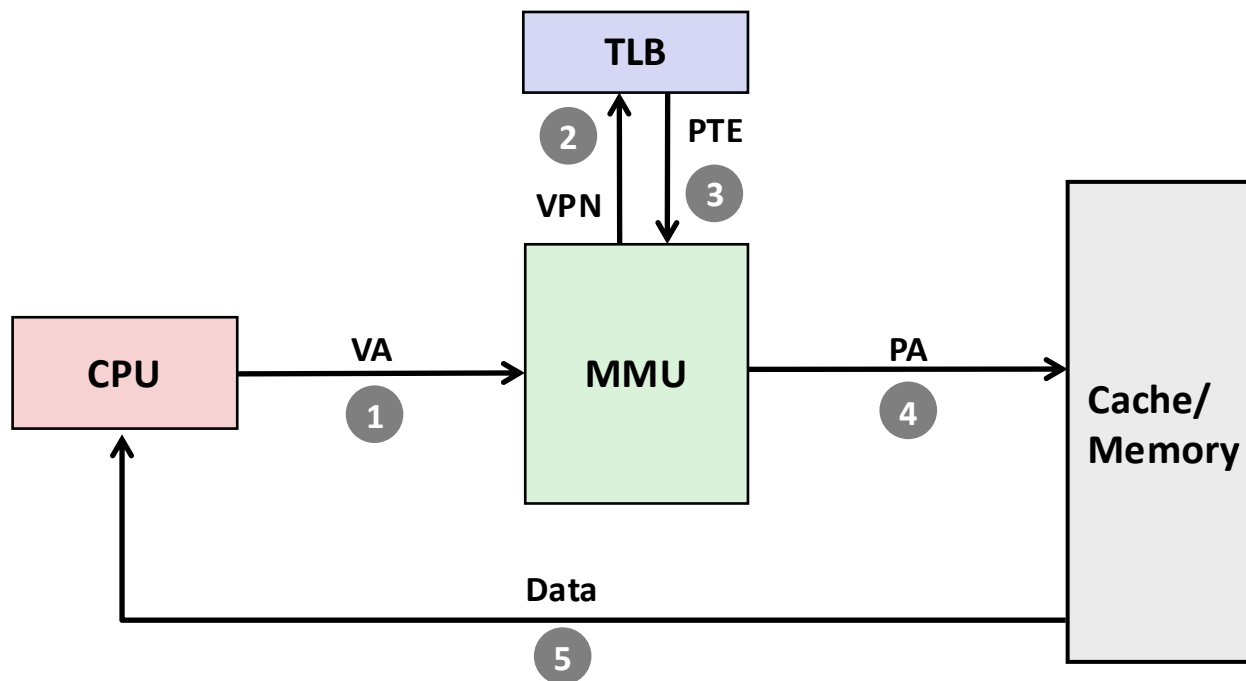 TLB
2
PTE
3
VPN
CPU
VA
1
MMU
PA
4
Cache/
Memory
Data
5